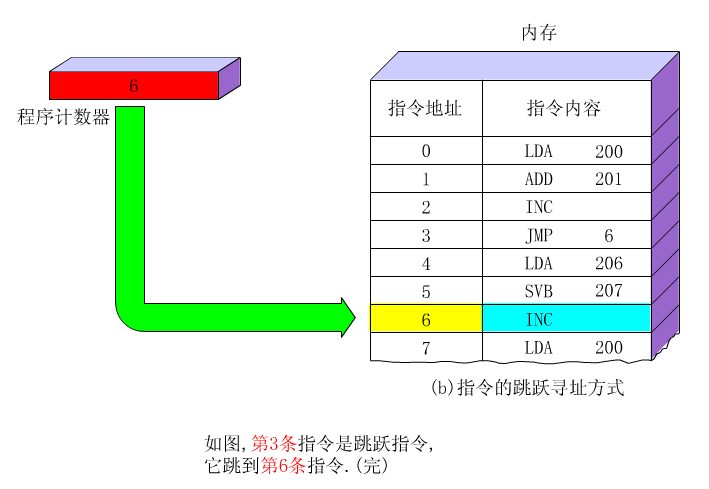 内存
6
程序计数器
指令地址 指令内容
0 LDA 200
1 ADD 201
2 INC
3 JMP 6
4 LDA 206
5 SVB 207
6 INC
7 LDA 200
(b)指令的跳跃寻址方式
如图,第3条指令是跳跃指令,
它跳到第6条指令.(完)